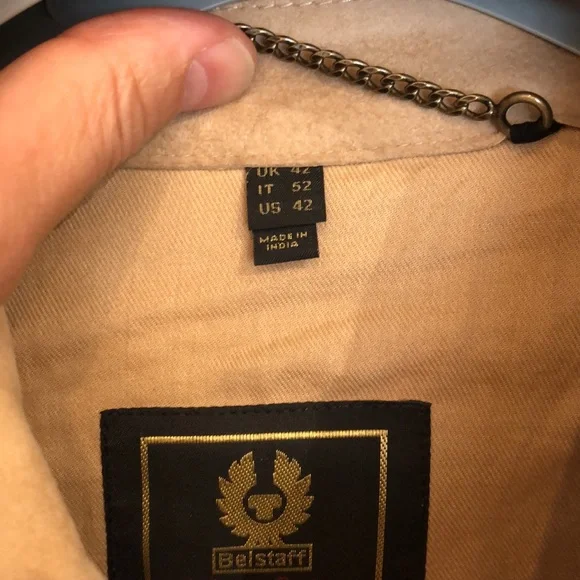 UK 42
IT 52
US 42
MADE IN
INDIA
Belstaff